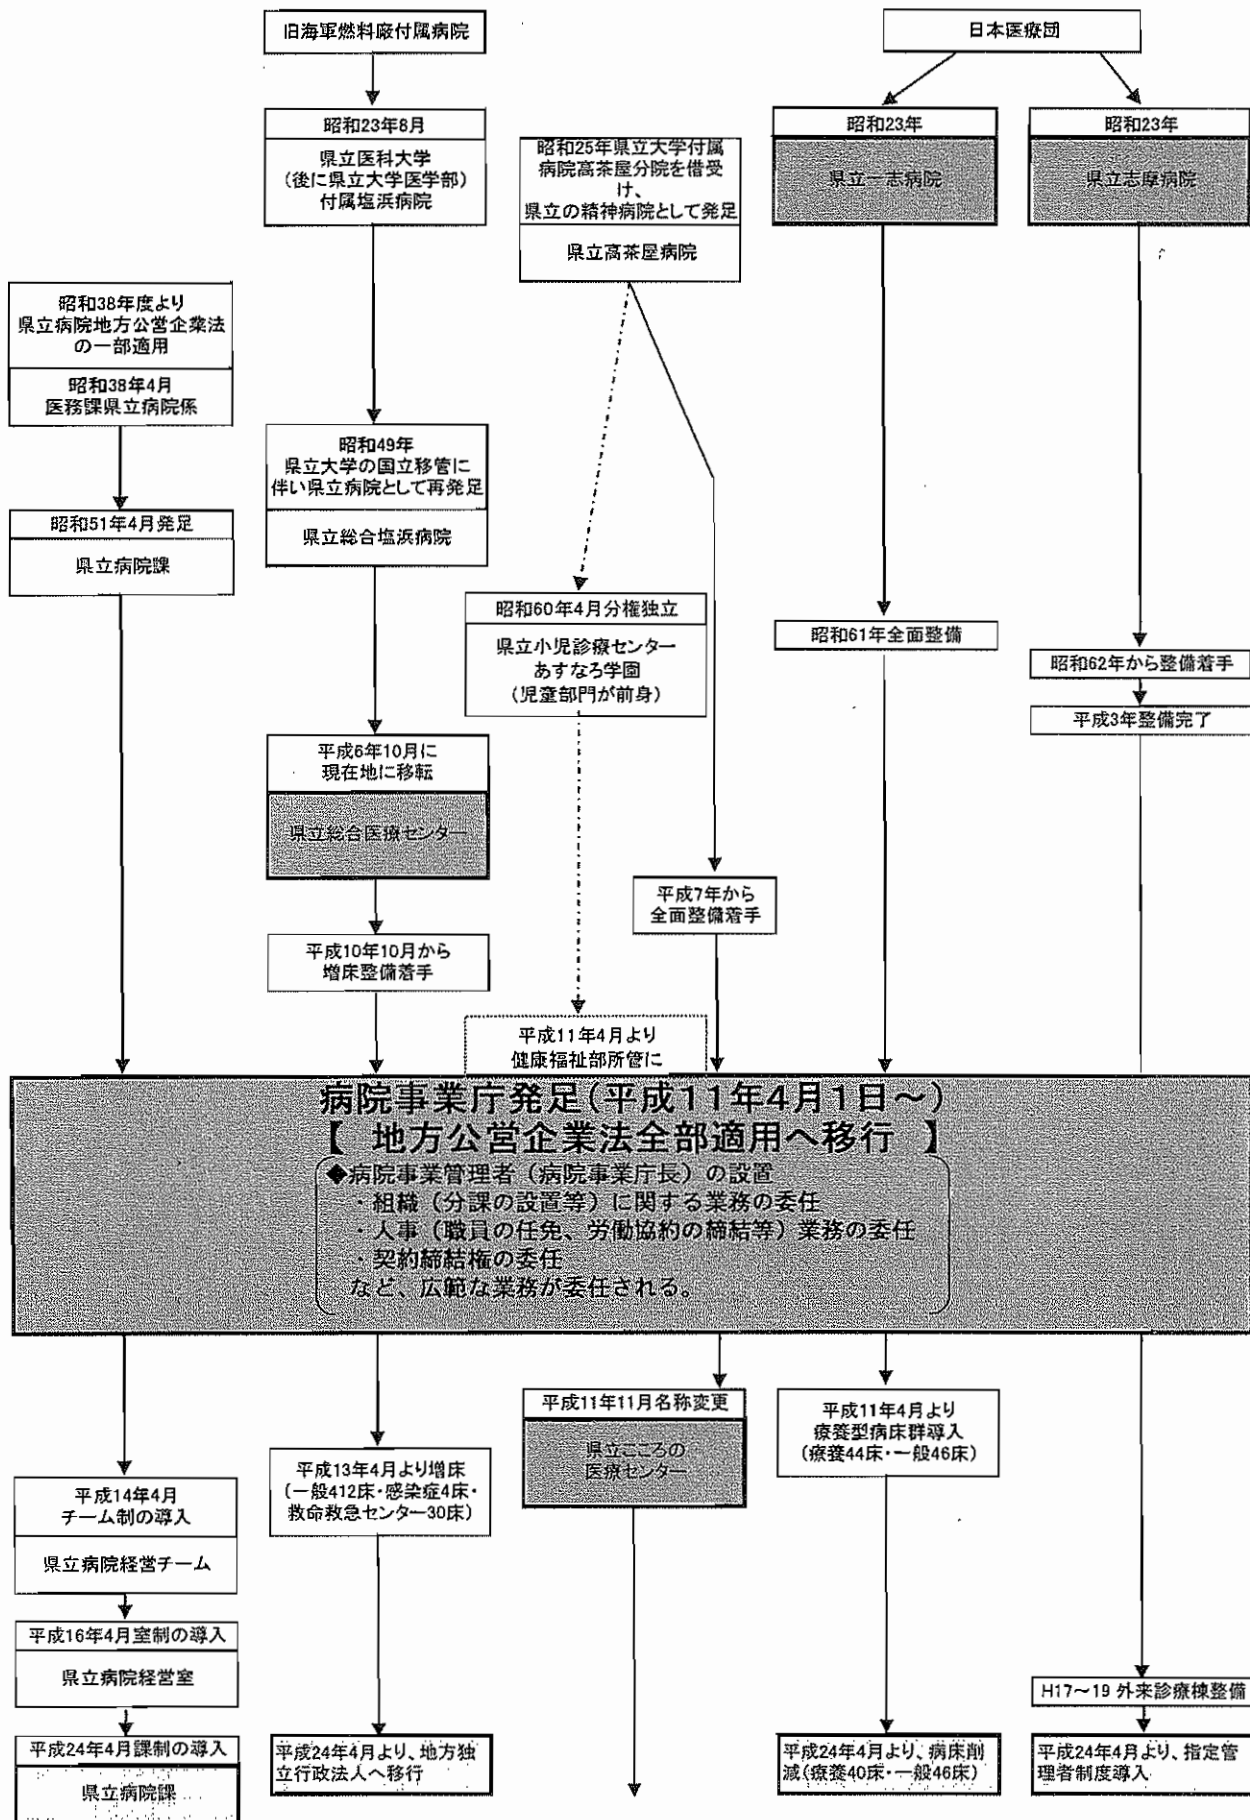 旧海軍燃料廠付属病院
日本医療団
昭和23年8月
県立医科大学
(後に県立大学医学部)
付属塩浜病院
昭和25年県立大学付属
病院高茶屋分院を借受
け、
県立の精神病院として発足
県立高茶屋病院
昭和23年
県立一志病院
昭和23年
県立志摩病院
昭和38年度より
県立病院地方公営企業法
の一部適用
昭和38年4月
医務課県立病院係
昭和49年
県立大学の国立移管に
伴い県立病院として再発足
県立総合塩浜病院
昭和51年4月発足
県立病院課
昭和60年4月分権独立
県立小児診療センター
あすなろ学園
(児童部門が前身)
昭和61年全面整備
昭和62年から整備着手
平成3年整備完了
平成6年10月に
現在地に移転
県立総合医療センター
平成7年から
全面整備着手
平成10年10月から
増床整備着手
平成11年4月より
健康福祉部所管に
病院事業庁発足(平成11年4月1日～)
【 地方公営企業法全部適用へ移行 】
◆病院事業管理者(病院事業庁長)の設置
・組織(分課の設置等)に関する業務の委任
・人事(職員の任免、労働協約の締結等)業務の委任
・契約締結権の委任
など、広範な業務が委任される。
平成11年11月名称変更
県立こころの
医療センター
平成11年4月より
療養型病床群導入
(療養44床・一般46床)
平成13年4月より増床
(一般412床・感染症4床・
救命救急センター30床)
平成14年4月
チーム制の導入
県立病院経営チーム
平成16年4月室制の導入
県立病院経営室
H17～19 外来診療棟整備
平成24年4月課制の導入
県立病院課
平成24年4月より、地方独
立行政法人へ移行
平成24年4月より、病床削
減(療養40床・一般46床)
平成24年4月より、指定管
理者制度導入